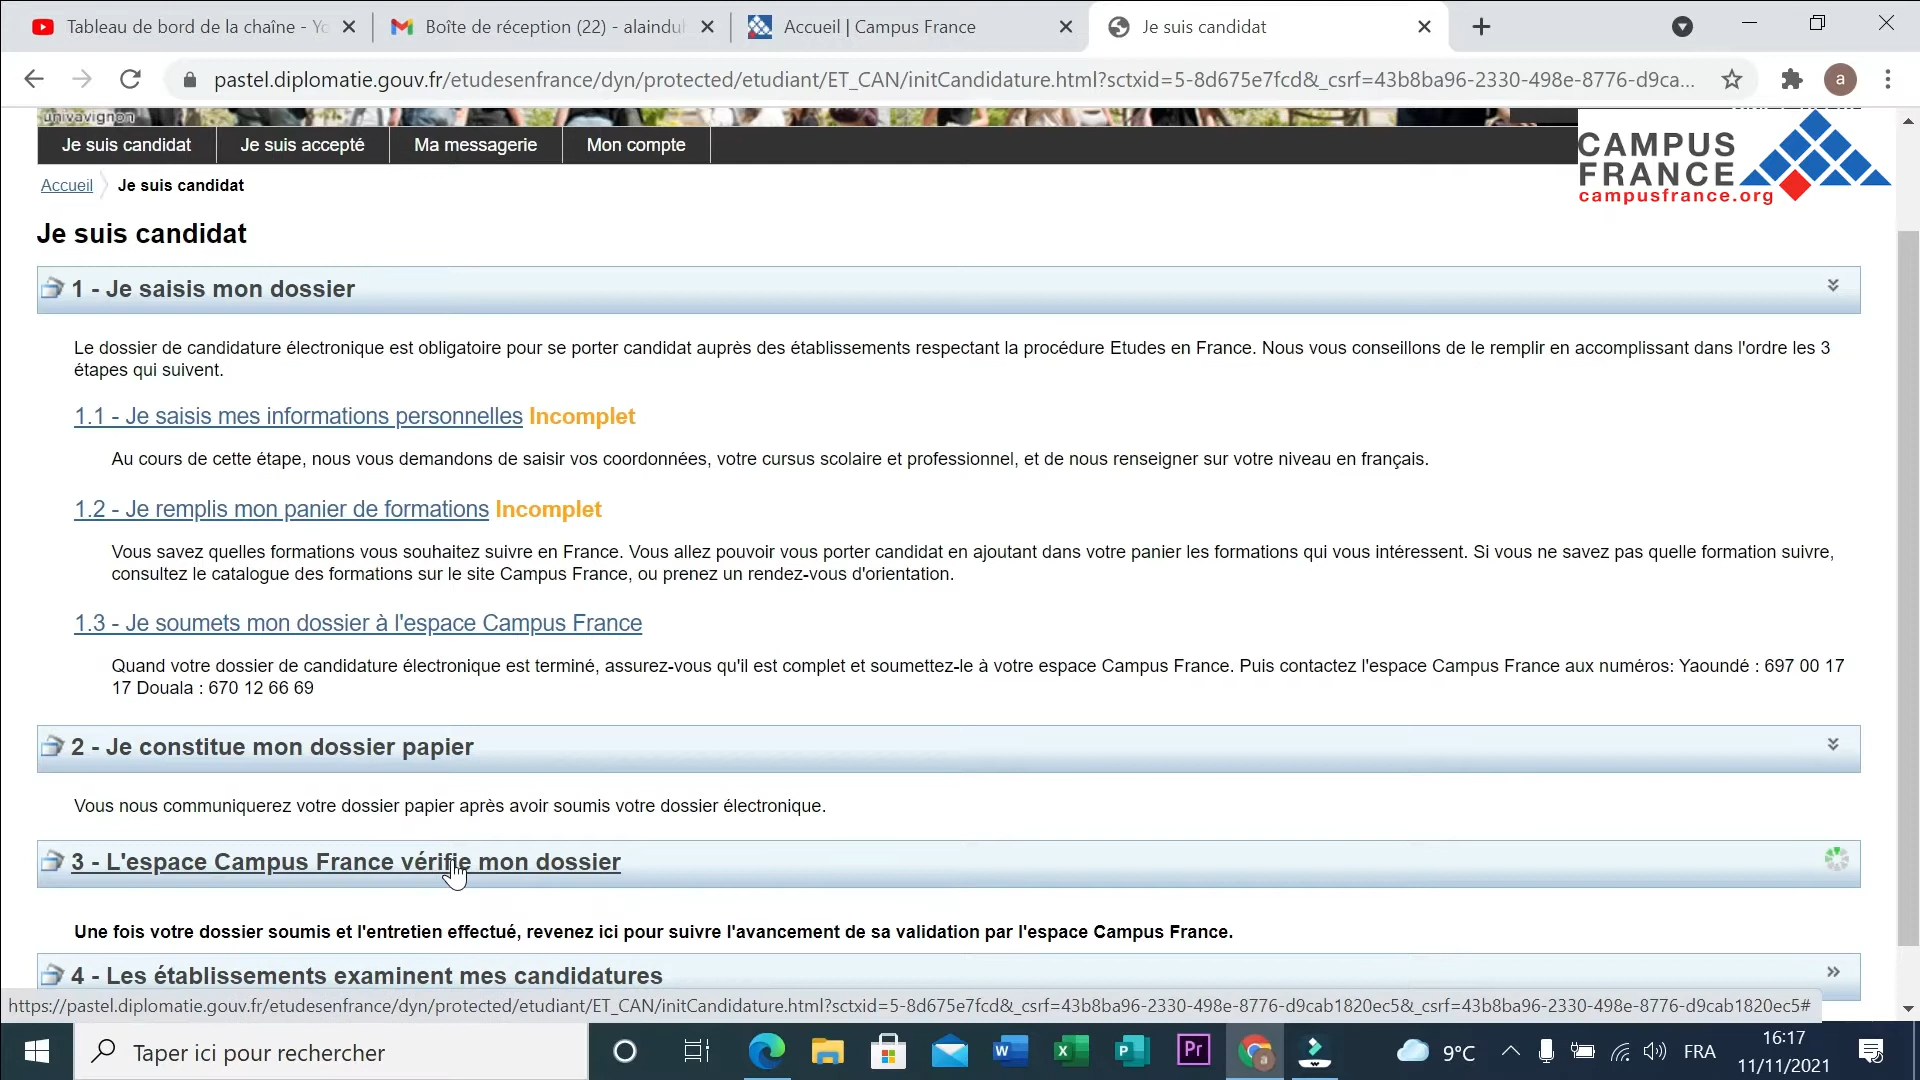 Tableau de bord de la chaîne - Yo
Boîte de réception (22) - alaindul
Accueil | Campus France
Je suis candidat
pastel.diplomatie.gouv.fr/etudesenfrance/dyn/protected/etudiant/ET_CAN/initCandidature.html?sctxid=5-8d675e7fcd&_csrf=43b8ba96-2330-498e-8776-d9ca...
a
univavignon
Je suis candidat
Je suis accepté
Ma messagerie
Mon compte
CAMPUS
FRANCE
campusfrance.org
Accueil
Je suis candidat
Je suis candidat
1 - Je saisis mon dossier
Le dossier de candidature électronique est obligatoire pour se porter candidat auprès des établissements respectant la procédure Etudes en France. Nous vous conseillons de le remplir en accomplissant dans l'ordre les 3
étapes qui suivent.
1.1 - Je saisis mes informations personnelles Incomplet
Au cours de cette étape, nous vous demandons de saisir vos coordonnées, votre cursus scolaire et professionnel, et de nous renseigner sur votre niveau en français.
1.2 - Je remplis mon panier de formations Incomplet
Vous savez quelles formations vous souhaitez suivre en France. Vous allez pouvoir vous porter candidat en ajoutant dans votre panier les formations qui vous intéressent. Si vous ne savez pas quelle formation suivre,
consultez le catalogue des formations sur le site Campus France, ou prenez un rendez-vous d'orientation.
1.3 - Je soumets mon dossier à l'espace Campus France
Quand votre dossier de candidature électronique est terminé, assurez-vous qu'il est complet et soumettez-le à votre espace Campus France. Puis contactez l'espace Campus France aux numéros: Yaoundé : 697 00 17
17 Douala : 670 12 66 69
2 - Je constitue mon dossier papier
Vous nous communiquerez votre dossier papier après avoir soumis votre dossier électronique.
3 - L'espace Campus France vérifie mon dossier
Une fois votre dossier soumis et l'entretien effectué, revenez ici pour suivre l'avancement de sa validation par l'espace Campus France.
4 - Les établissements examinent mes candidatures
https://pastel.diplomatie.gouv.fr/etudesenfrance/dyn/protected/etudiant/ET_CAN/initCandidature.html?sctxid=5-8d675e7fcd&_csrf=43b8ba96-2330-498e-8776-d9cab1820ec5&_csrf=43b8ba96-2330-498e-8776-d9cab1820ec5#
Taper ici pour rechercher
W
X
P
Pr
a
9°C
FRA
16:17
11/11/2021